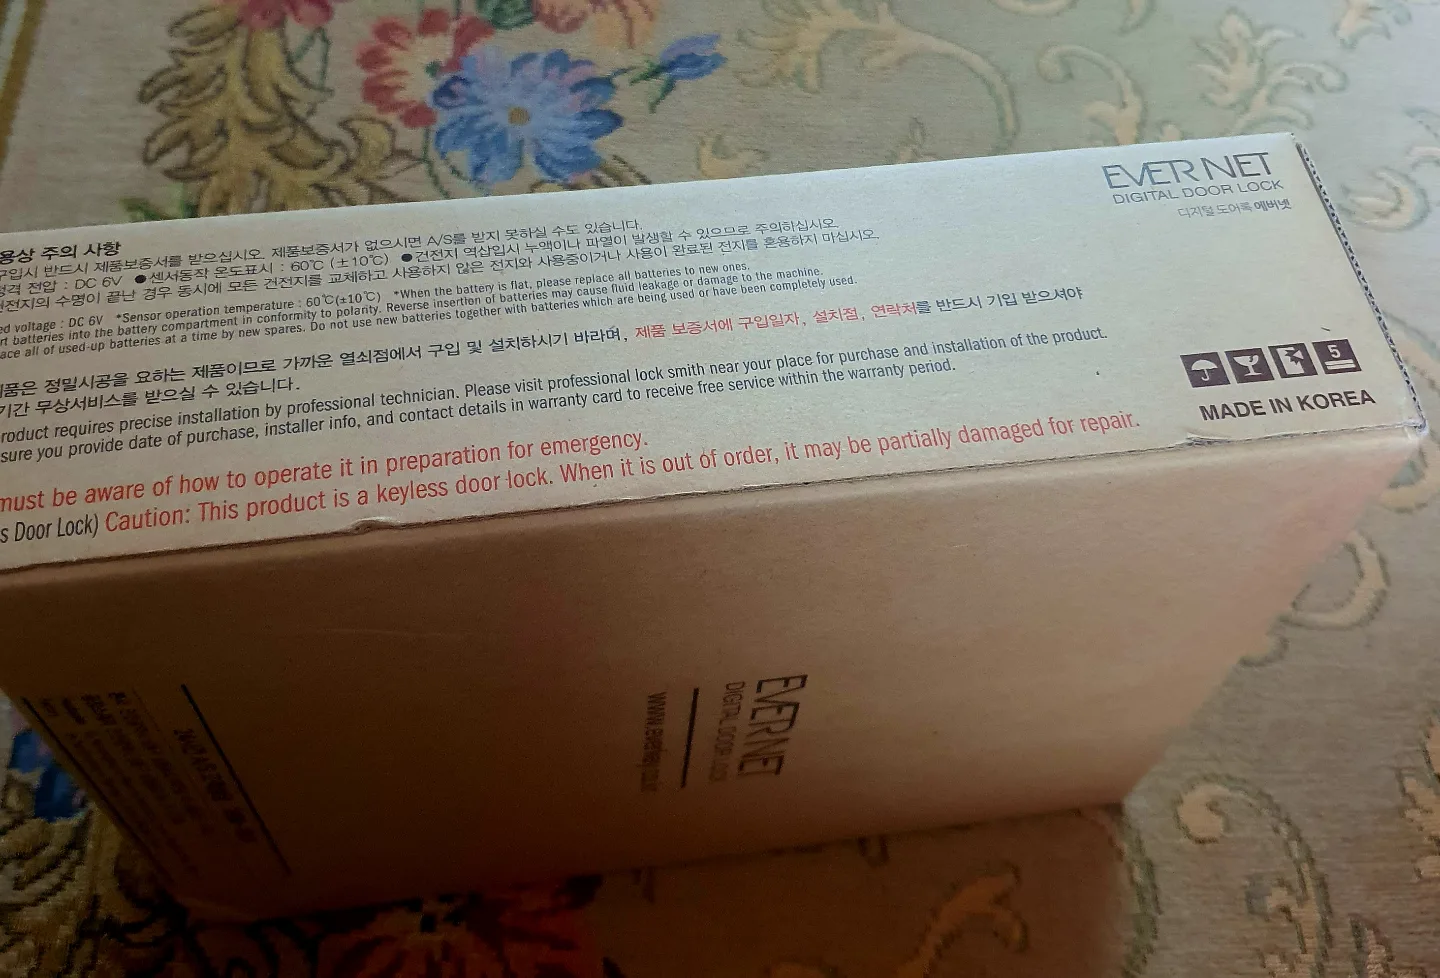 EVERNET
DIGITAL DOOR LOCK
디지털 도어록 에버넷
용상 주의 사항
구입시 반드시 제품보증서를 받으십시오. 제품보증서가 없으시면 A/S를 받지 못하실 수도 있습니다.
격 전압 : DC 6V ●센서동작 온도표시 : 60℃ (±10℃) ●건전지 역삽입시 누액이나 파열이 발생할 수 있으므로 주의하십시오.
전지의 수명이 끝난 경우 동시에 모든 건전지를 교체하고 사용하지 않은 전지와 사용중이거나 사용이 완료된 전지를 혼용하지 마십시오.
ed voltage : DC 6V *Sensor operation temperature : 60℃(±10℃) *When the battery is flat, please replace all batteries to new ones.
rt batteries into the battery compartment in conformity to polarity. Reverse insertion of batteries may cause fluid leakage or damage to the machine.
ace all of used-up batteries at a time by new spares. Do not use new batteries together with batteries which are being used or have been completely used.
품은 정밀시공을 요하는 제품이므로 가까운 열쇠점에서 구입 및 설치하시기 바라며, 제품 보증서에 구입일자, 설치점, 연락처를 반드시 기입 받으셔야
기간 무상서비스를 받으실 수 있습니다.
roduct requires precise installation by professional technician. Please visit professional lock smith near your place for purchase and installation of the product.
sure you provide date of purchase, installer info, and contact details in warranty card to receive free service within the warranty period.
must be aware of how to operate it in preparation for emergency.
s Door Lock) Caution: This product is a keyless door lock. When it is out of order, it may be partially damaged for repair.
5
MADE IN KOREA
EVERNET
DIGITAL DOOR LOCK